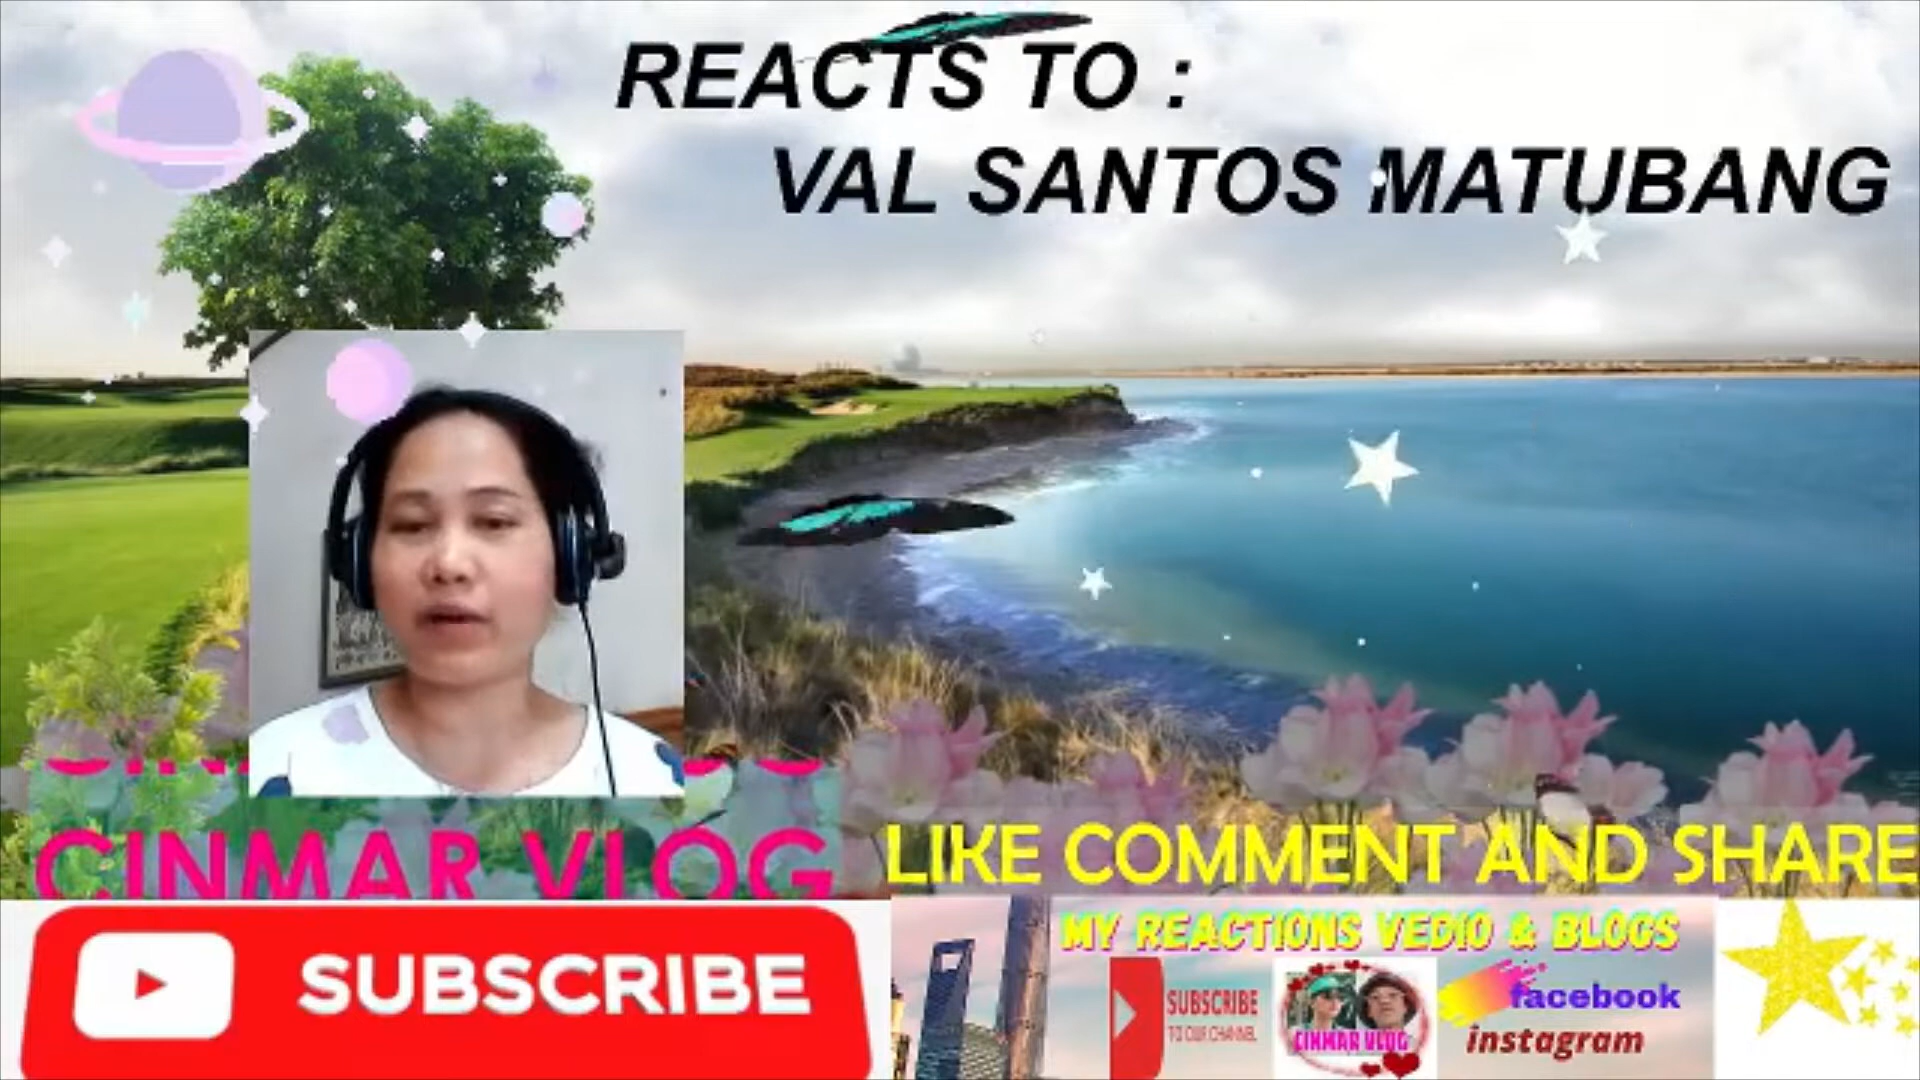 REACTS TO :
VAL SANTOS MATUBANG
CINMAR VLOG
LIKE COMMENT AND SHARE
SUBSCRIBE
MY REACTIONS VEDIO & BLOGS
SUBSCRIBE
TO OUR CHANNEL
CINMAR VLOG
facebook
instagram